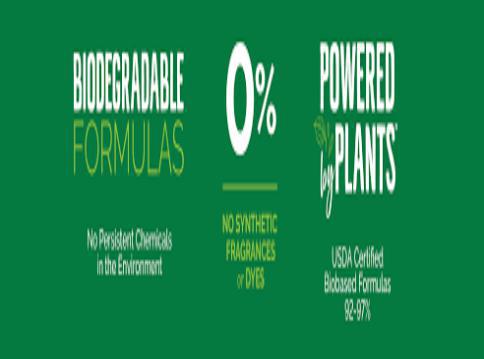 BIODEGRADABLE
FORMULAS
No Persistent Chemicals
in the Environment
0%
NO SYNTHETIC
FRAGRANCES
or DYES
POWERED
by PLANTS
USDA Certified
Biobased Formulas
92-97%